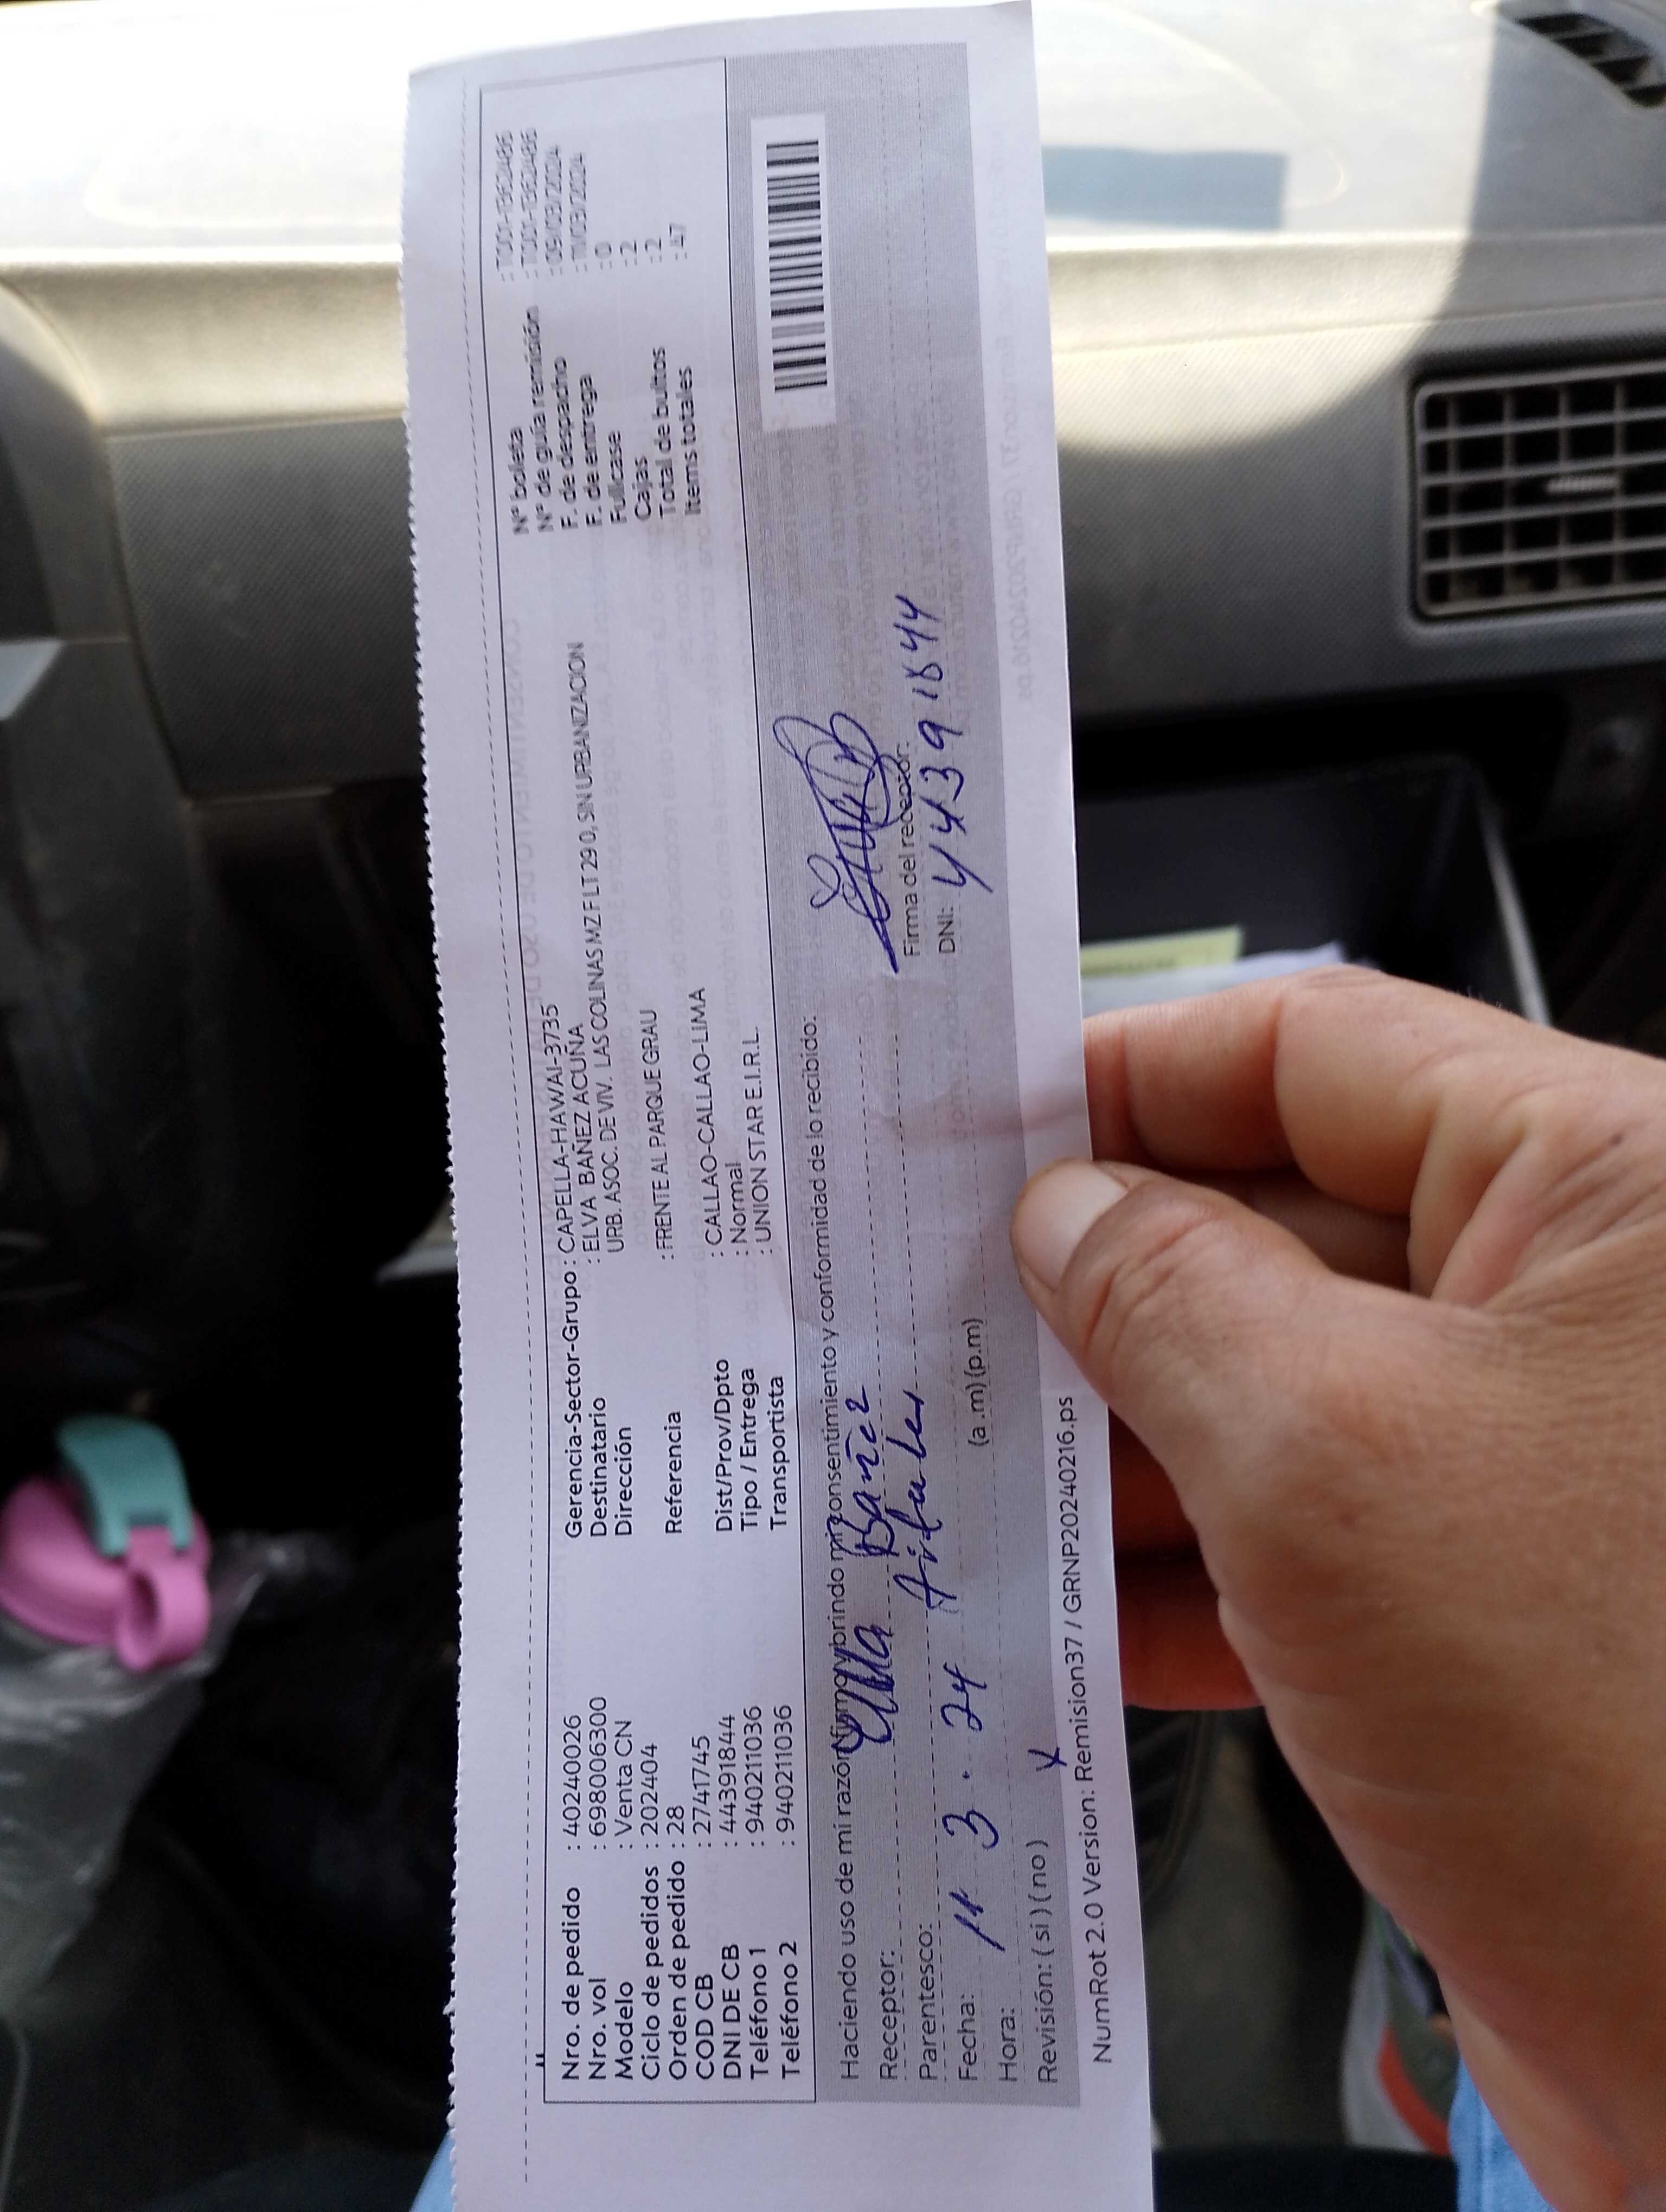 Nro. de pedido : 402240026
Nro. vol : 698006300
Modelo : Venta CN
Ciclo de pedidos : 202404
Orden de pedido : 28
COD CB : 2741745
DNI DE CB : 44391844
Teléfono 1 : 940211036
Teléfono 2 : 940211036
Gerencia-Sector-Grupo : CAPELLA-HAWAI-3735
Destinatario : ELVA BAÑEZ ACUÑA
Dirección URB. ASOC. DE VIV. LAS COLINAS MZ F LT 29 0, SIN URBANIZACION
Referencia : FRENTE AL PARQUE GRAU
Dist/Prov/Dpto : CALLAO-CALLAO-LIMA
Tipo / Entrega : Normal
Transportista : UNION STAR E.I.R.L.
Nº boleta : T001-1362486
Nº de guía remisión : T001-1362486
F. de despacho : 09/03/2024
F. de entrega : 11/03/2024
Fullcase : 0
Cajas : 2
Total de bultos : 2
Items totales : 47
Haciendo uso de mi razón, firmo y brindo mi consentimiento y conformidad de lo recibido:
Receptor: Elva Bañez
Parentesco: Titular
Fecha: 11 3 . 24
Hora: (a.m) (p.m)
Revisión: ( si ) ( no ) X
Firma del receptor:
DNI: 44391844
NumRot 2.0 Version: Remision37 / GRNP20240216.ps